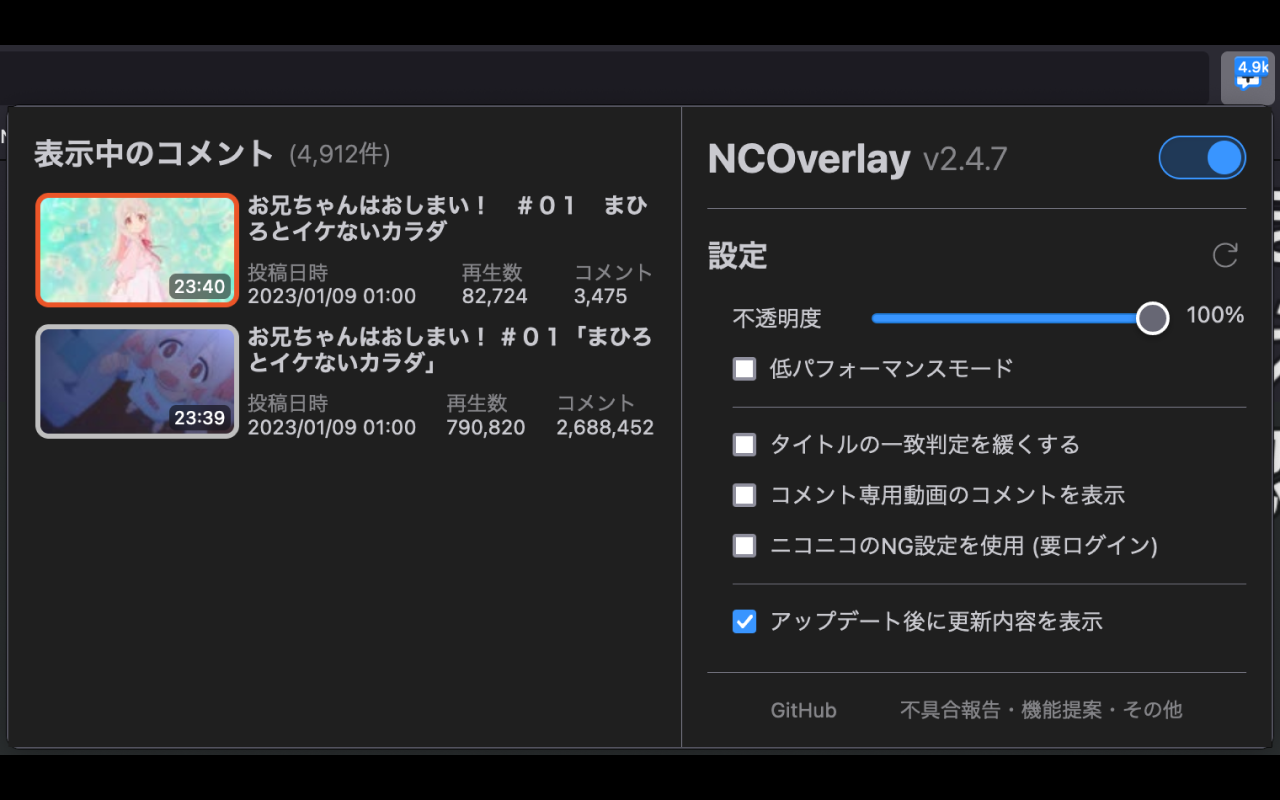 4.9k
表示中のコメント (4,912件)
お兄ちゃんはおしまい！　＃０１　まひ
ろとイケないカラダ
投稿日時 再生数 コメント
2023/01/09 01:00 82,724 3,475
23:40
お兄ちゃんはおしまい！＃０１「まひろ
とイケないカラダ」
投稿日時 再生数 コメント
2023/01/09 01:00 790,820 2,688,452
23:39
NCOverlay v2.4.7
設定
不透明度 100%
低パフォーマンスモード
タイトルの一致判定を緩くする
コメント専用動画のコメントを表示
ニコニコのNG設定を使用 (要ログイン)
アップデート後に更新内容を表示
GitHub 不具合報告・機能提案・その他